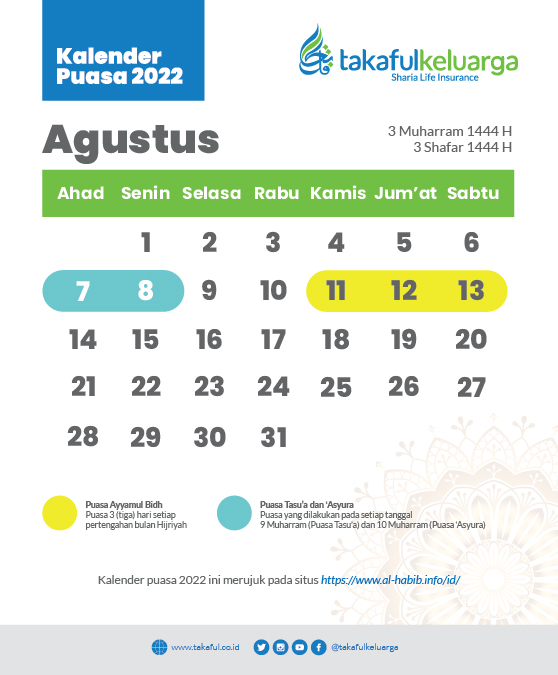 Kalender
Puasa 2022
takafulkeluarga
Sharia Life Insurance
Agustus
3 Muharram 1444 H
3 Shafar 1444 H
Ahad Senin Selasa Rabu Kamis Jum'at Sabtu
1 2 3 4 5 6
7 8 9 10 11 12 13
14 15 16 17 18 19 20
21 22 23 24 25 26 27
28 29 30 31
Puasa Ayyamul Bidh
Puasa 3 (tiga) hari setiap
pertengahan bulan Hijriyah
Puasa Tasu'a dan 'Asyura
Puasa yang dilakukan pada setiap tanggal
9 Muharram (Puasa Tasu'a) dan 10 Muharram (Puasa 'Asyura)
Kalender puasa 2022 ini merujuk pada situs https://www.al-habib.info/id/
www.takaful.co.id
@takafulkeluarga